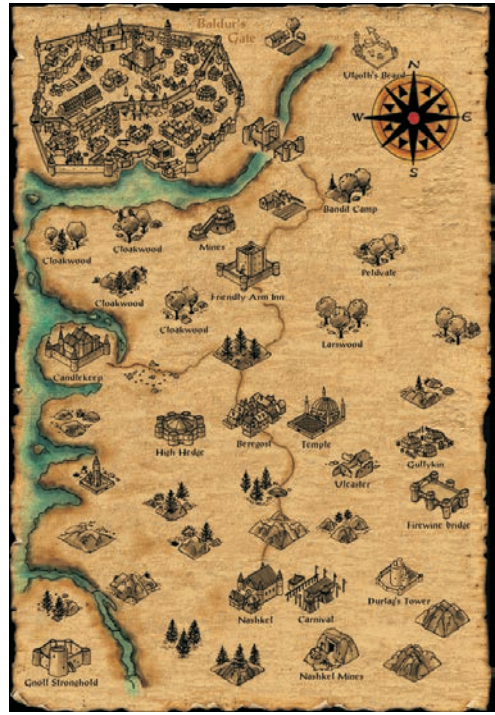 Baldur's
Gate
Ulgoth's Beard
N
W
E
S
Bandit Camp
Cloakwood
Cloakwood
Mines
Peldvale
Cloakwood
Friendly Arm Inn
Cloakwood
Larswood
Candlekeep
High Hedge
Beregost
Temple
Gullykin
Ulcaster
Firewine bridge
Nashkel
Carnival
Durlag's Tower
Gnoll Stronghold
Nashkel Mines